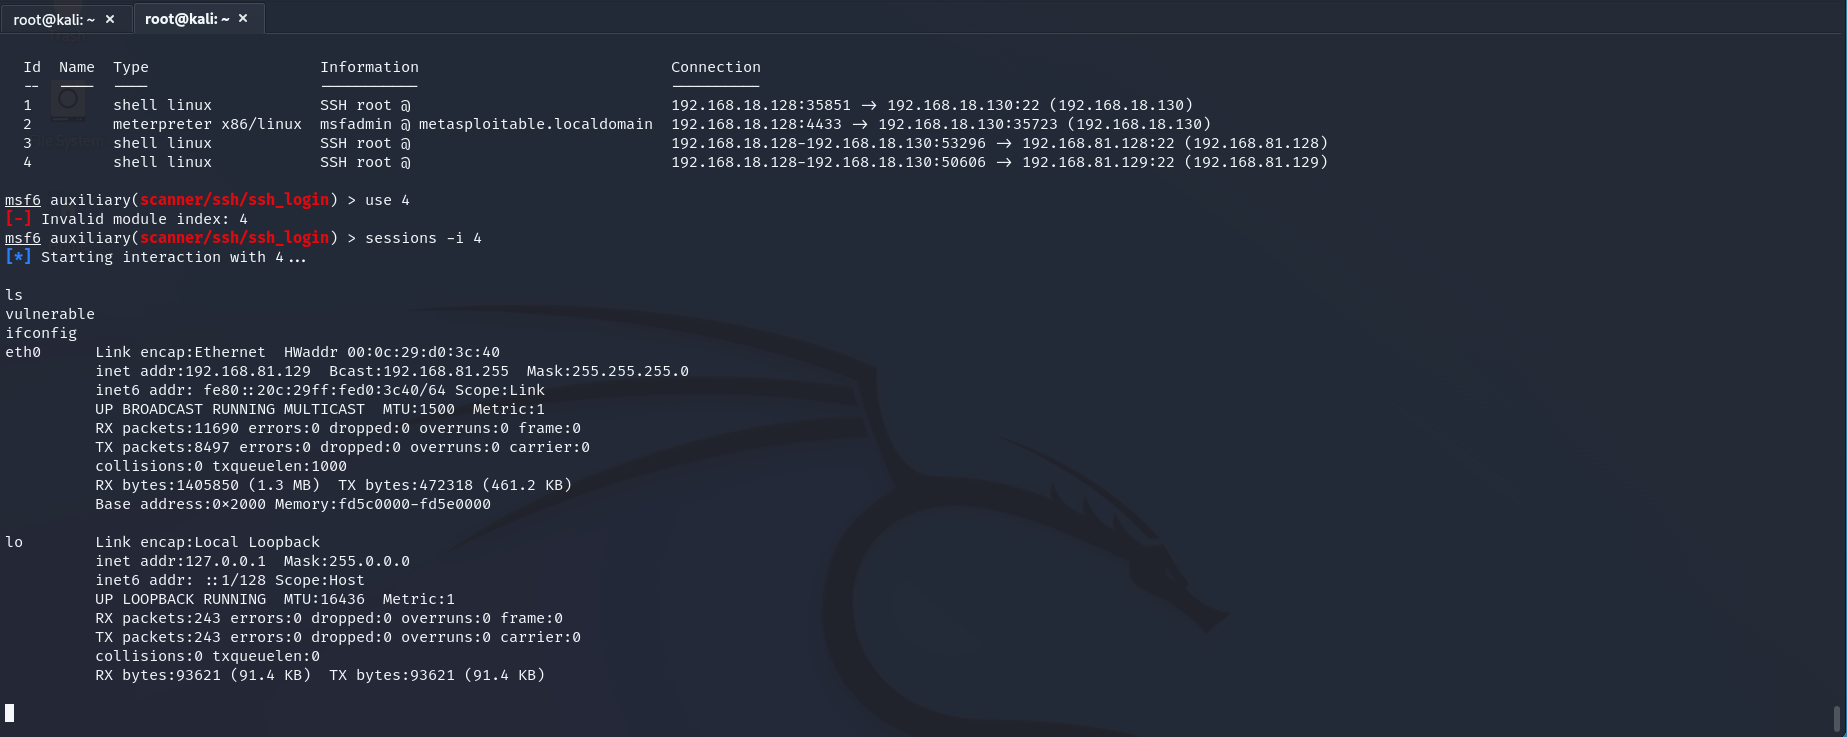 root@kali: ~ × root@kali: ~ ×
Id Name Type Information Connection
-- ---- ---- ----------- ----------
1 shell linux SSH root @ 192.168.18.128:35851 -> 192.168.18.130:22 (192.168.18.130)
2 meterpreter x86/linux msfadmin @ metasploitable.localdomain 192.168.18.128:4433 -> 192.168.18.130:35723 (192.168.18.130)
3 shell linux SSH root @ 192.168.18.128-192.168.18.130:53296 -> 192.168.81.128:22 (192.168.81.128)
4 shell linux SSH root @ 192.168.18.128-192.168.18.130:50606 -> 192.168.81.129:22 (192.168.81.129)
msf6 auxiliary(scanner/ssh/ssh_login) > use 4
[-] Invalid module index: 4
msf6 auxiliary(scanner/ssh/ssh_login) > sessions -i 4
[*] Starting interaction with 4...
ls
vulnerable
ifconfig
eth0 Link encap:Ethernet HWaddr 00:0c:29:d0:3c:40
inet addr:192.168.81.129 Bcast:192.168.81.255 Mask:255.255.255.0
inet6 addr: fe80::20c:29ff:fed0:3c40/64 Scope:Link
UP BROADCAST RUNNING MULTICAST MTU:1500 Metric:1
RX packets:11690 errors:0 dropped:0 overruns:0 frame:0
TX packets:8497 errors:0 dropped:0 overruns:0 carrier:0
collisions:0 txqueuelen:1000
RX bytes:1405850 (1.3 MB) TX bytes:472318 (461.2 KB)
Base address:0x2000 Memory:fd5c0000-fd5e0000
lo Link encap:Local Loopback
inet addr:127.0.0.1 Mask:255.0.0.0
inet6 addr: ::1/128 Scope:Host
UP LOOPBACK RUNNING MTU:16436 Metric:1
RX packets:243 errors:0 dropped:0 overruns:0 frame:0
TX packets:243 errors:0 dropped:0 overruns:0 carrier:0
collisions:0 txqueuelen:0
RX bytes:93621 (91.4 KB) TX bytes:93621 (91.4 KB)